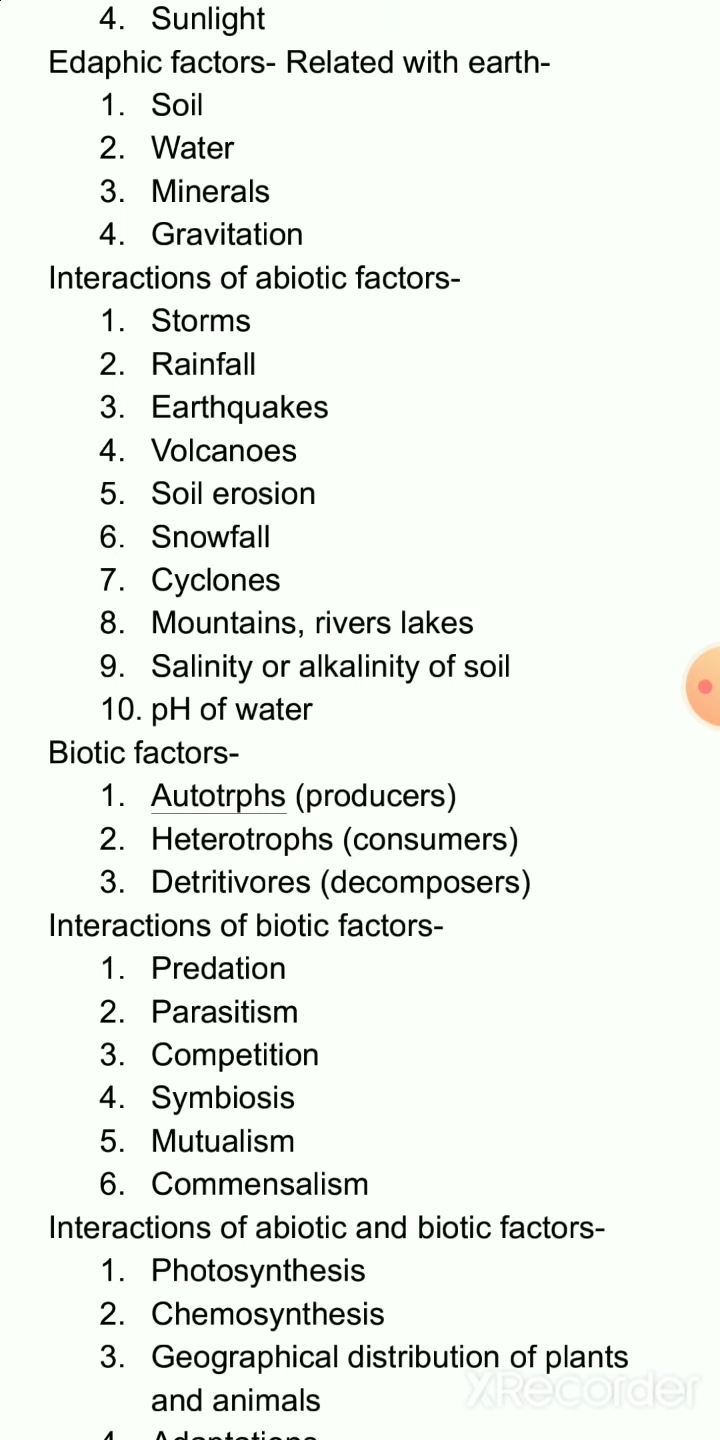 4. Sunlight
Edaphic factors- Related with earth-
1. Soil
2. Water
3. Minerals
4. Gravitation
Interactions of abiotic factors-
1. Storms
2. Rainfall
3. Earthquakes
4. Volcanoes
5. Soil erosion
6. Snowfall
7. Cyclones
8. Mountains, rivers lakes
9. Salinity or alkalinity of soil
10. pH of water
Biotic factors-
1. Autotrphs (producers)
2. Heterotrophs (consumers)
3. Detritivores (decomposers)
Interactions of biotic factors-
1. Predation
2. Parasitism
3. Competition
4. Symbiosis
5. Mutualism
6. Commensalism
Interactions of abiotic and biotic factors-
1. Photosynthesis
2. Chemosynthesis
3. Geographical distribution of plants
and animals
XRecorder
4. Adaptations